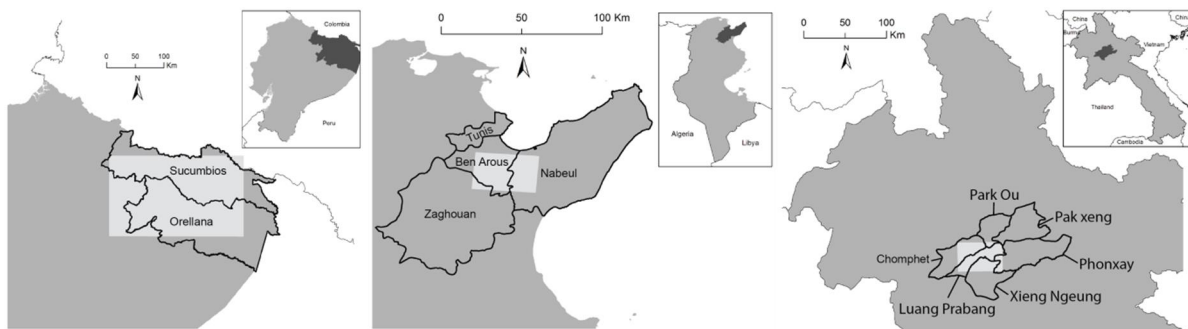 Colombia
Peru
0 50 100
Km
N
Sucumbios
Orellana
0 50 100 Km
N
Tunis
Ben Arous
Nabeul
Zaghouan
Algeria
Libya
0 50 100
Km
N
China
Burma
China
Vietnam
Thailand
Cambodia
Park Ou
Pak xeng
Chomphet
Phonxay
Luang Prabang
Xieng Ngeung